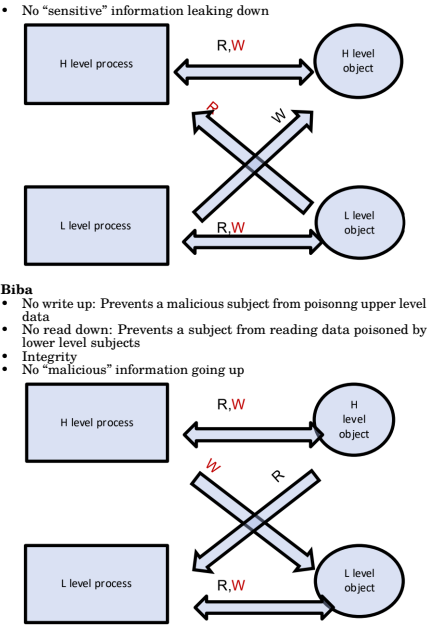 • No “sensitive” information leaking down
R,W
H level process
H level
object
R
W
L level process
R,W
L level
object
Biba
• No write up: Prevents a malicious subject from poisonng upper level
data
• No read down: Prevents a subject from reading data poisoned by
lower level subjects
• Integrity
• No “malicious” information going up
R,W
H level process
H
level
object
W
R
L level process
R,W
L level
object